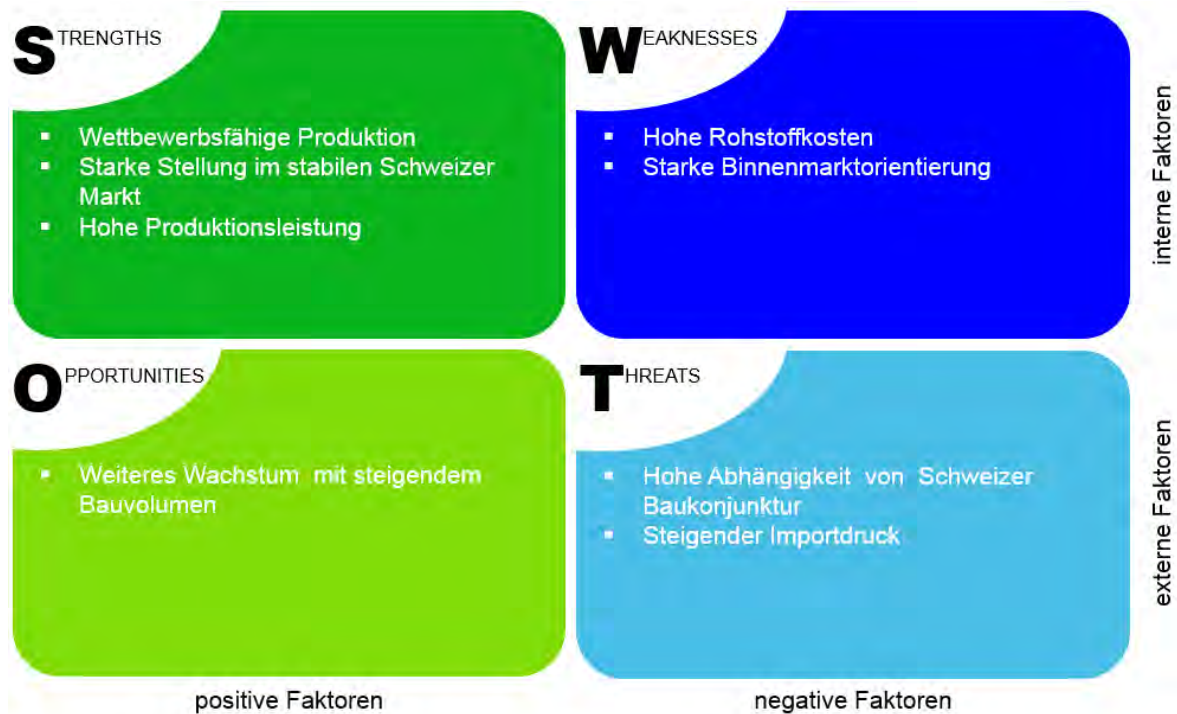 STRENGTHS
▪ Wettbewerbsfähige Produktion
▪ Starke Stellung im stabilen Schweizer
Markt
▪ Hohe Produktionsleistung
WEAKNESSES
▪ Hohe Rohstoffkosten
▪ Starke Binnenmarktorientierung
interne Faktoren
OPPORTUNITIES
▪ Weiteres Wachstum mit steigendem
Bauvolumen
THREATS
▪ Hohe Abhängigkeit von Schweizer
Baukonjunktur
▪ Steigender Importdruck
externe Faktoren
positive Faktoren
negative Faktoren